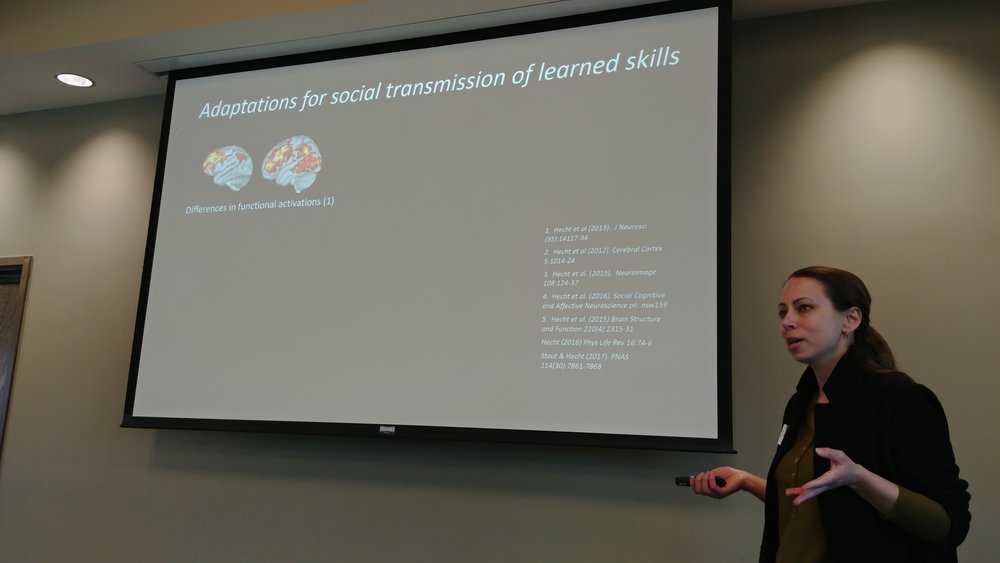 Adaptations for social transmission of learned skills
Differences in functional activations (1)
1. Hecht et al (2013). J Neurosci
(35):14117-34
2. Hecht et al (2012). Cerebral Cortex
5:1014-24
3. Hecht et al. (2015). Neuroimage
108:124-37
4. Hecht et al. (2016). Social Cognitive
and Affective Neuroscience pii: nsw159
5. Hecht et al. (2015) Brain Structure
and Function 220(4):2315-31
Hecht (2016) Phys Life Rev 16:74-6
Stout & Hecht (2017). PNAS
114(30):7861-7868